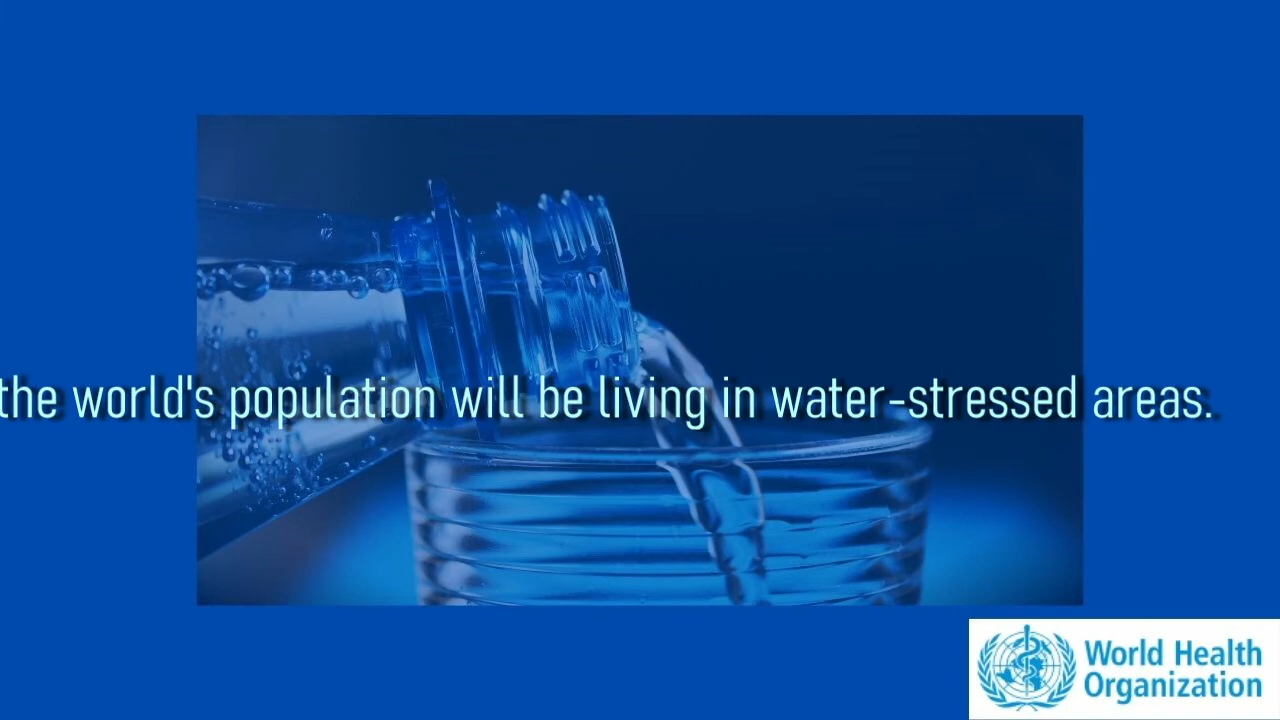 the world's population will be living in water-stressed areas.
World Health
Organization